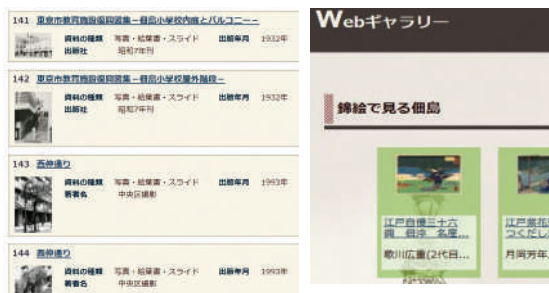 141 東京市教育施設復興図集－佃島小学校内庭とバルコニー－
資料の種類 写真・絵葉書・スライド 出版年月 1932年
出版社 昭和7年刊
142 東京市教育施設復興図集－佃島小学校屋外階段－
資料の種類 写真・絵葉書・スライド 出版年月 1932年
出版社 昭和7年刊
143 西仲通り
資料の種類 写真・絵葉書・スライド 出版年月 1993年
著者名 中央区撮影
144 西仲通り
資料の種類 写真・絵葉書・スライド 出版年月 1993年
著者名 中央区撮影
Webギャラリー
錦絵で見る佃島
江戸自慢三十六
興 佃沖 名産...
歌川広重(2代目...
つくだし
月岡芳年